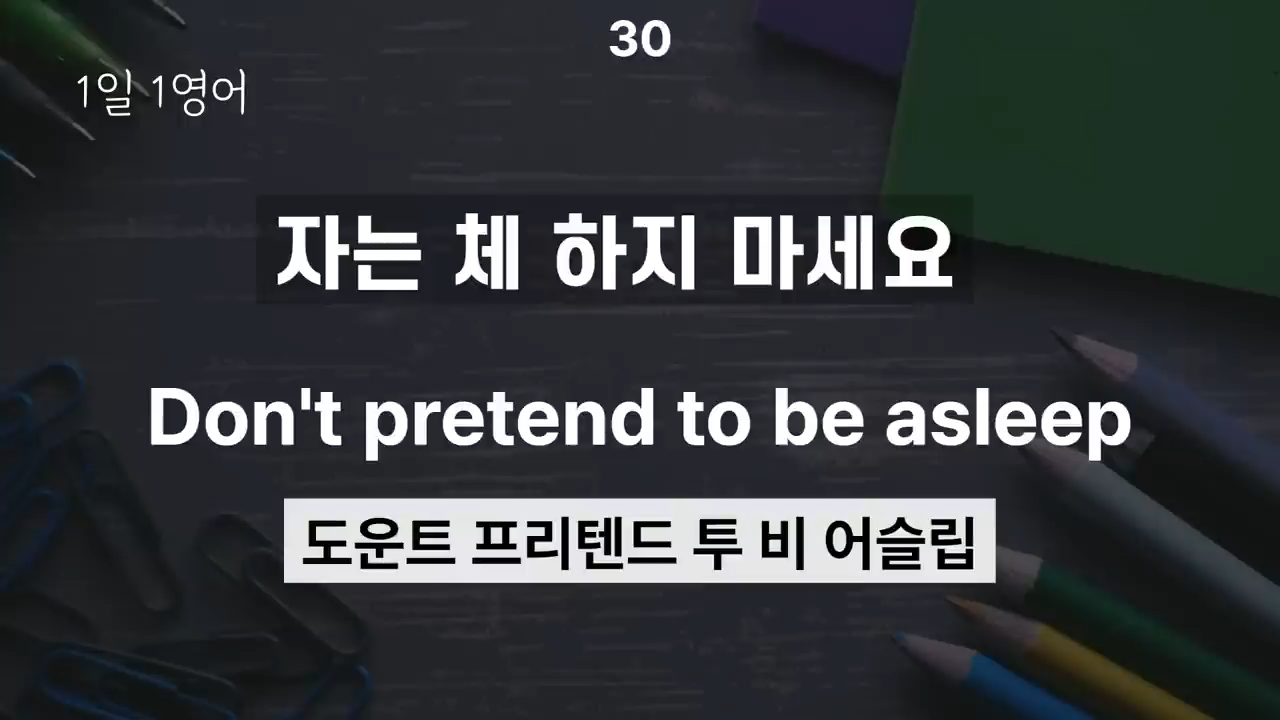 30
1일 1영어
자는 체 하지 마세요
Don't pretend to be asleep
도운트 프리텐드 투 비 어슬립